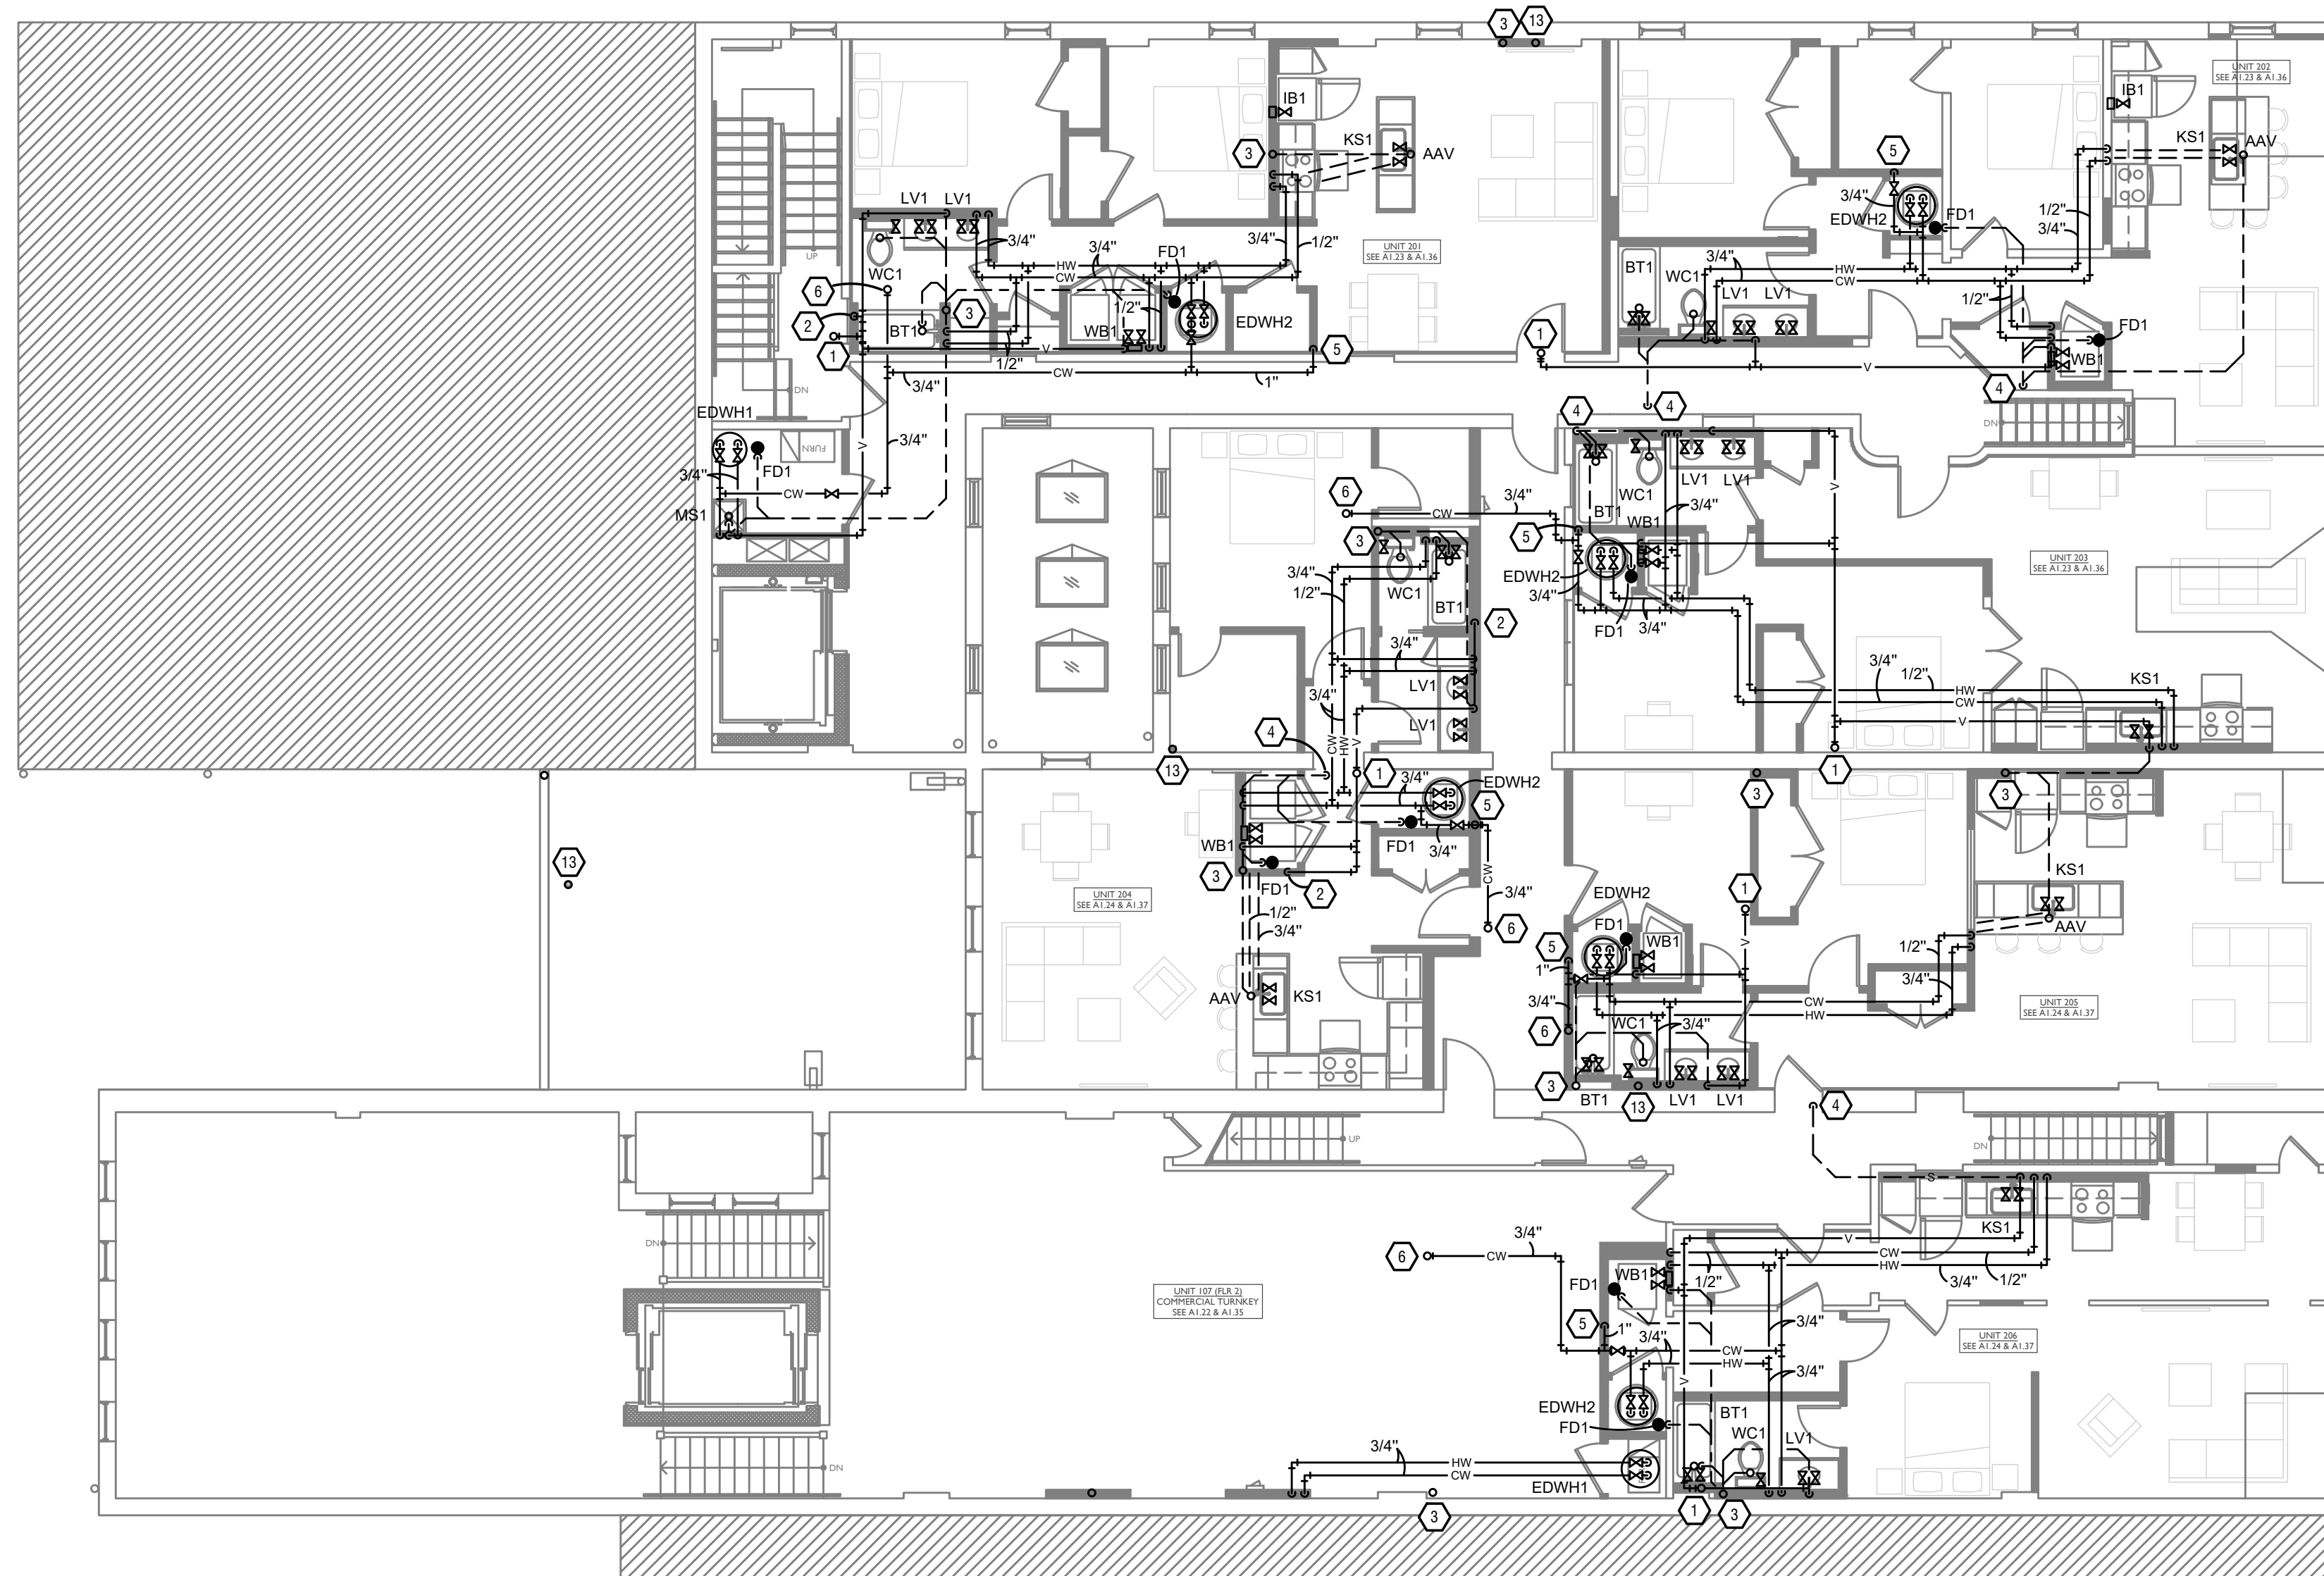 3
13
UNIT 202
SEE A1.23 & A1.36
IB1
IB1
KS1
AAV
3
KS1
AAV
5
3/4"
EDWH2
FD1
1/2"
3/4"
LV1
LV1
3/4"
3/4"
FD1
3/4"
1/2"
UNIT 201
SEE A1.23 & A1.36
UP
WC1
HW
CW
BT1
WC1
3/4"
HW
CW
LV1
LV1
6
2
1
BT1
3
1/2"
WB1
EDWH2
5
1
1/2"
FD1
WB1
V
1/2"
CW
3/4"
1"
V
4
DN
EDWH1
V
3/4"
FURN
FD1
3/4"
CW
MS1
4
4
DN
6
3/4"
CW
WC1
LV1
LV1
V
3/4"
BT1
WB1
5
3
3/4"
1/2"
WC1
BT1
EDWH2
3/4"
FD1
3/4"
2
UNIT 203
SEE A1.23 & A1.36
3/4"
LV1
3/4"
LV1
CW
HW
V
3/4"
1/2"
HW
CW
KS1
V
4
13
1
3/4"
EDWH2
5
1
3
3
WB1
FD1
3/4"
3
FD1
2
CW
13
UNIT 204
SEE A1.24 & A1.37
1/2"
3/4"
3/4"
6
AAV
KS1
EDWH2
FD1
WB1
1
V
KS1
AAV
5
1"
3/4"
6
WC1
3/4"
CW
HW
1/2"
3/4"
UNIT 205
SEE A1.24 & A1.37
3
BT1
13
LV1
LV1
4
UP
DN
S
KS1
3/4"
6
CW
V
CW
HW
WB1
FD1
1/2"
3/4"
1/2"
DN
UNIT 107 (FLR 2)
COMMERCIAL TURNKEY
SEE A1.22 & A1.35
5
1"
3/4"
3/4"
CW
HW
V
3/4"
UNIT 206
SEE A1.24 & A1.37
EDWH2
FD1
BT1
WC1
LV1
3/4"
HW
CW
DN
EDWH1
3
1
3